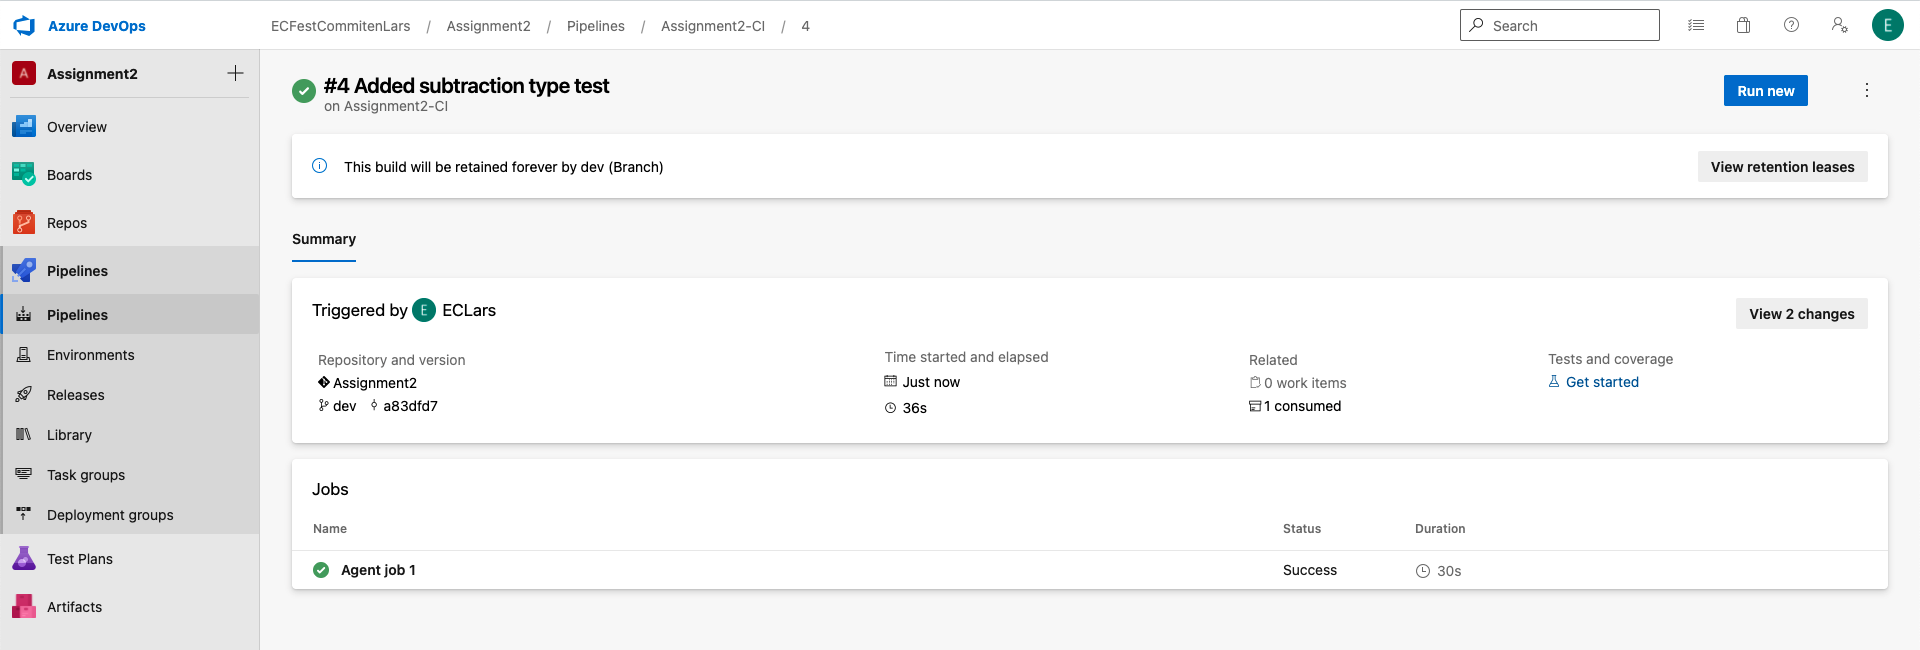 Azure DevOps
ECFestCommitenLars / Assignment2 / Pipelines / Assignment2-CI / 4
Search
E
A Assignment2
Overview
Boards
Repos
Pipelines
Pipelines
Environments
Releases
Library
Task groups
Deployment groups
Test Plans
Artifacts
#4 Added subtraction type test
on Assignment2-CI
Run new
This build will be retained forever by dev (Branch)
View retention leases
Summary
Triggered by E ECLars
View 2 changes
Repository and version
Assignment2
dev a83dfd7
Time started and elapsed
Just now
36s
Related
0 work items
1 consumed
Tests and coverage
Get started
Jobs
Name Status Duration
Agent job 1 Success 30s